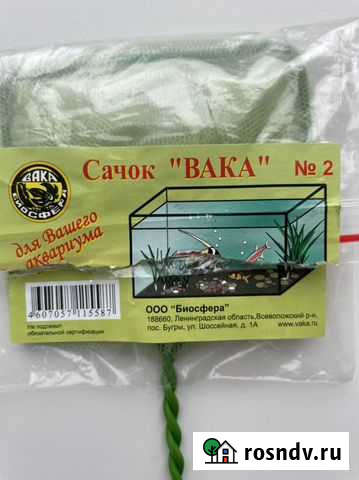 ВАКА
БИОСФЕРА
Сачок "ВАКА" № 2
для Вашего
аквариума
4607057115587
Не подлежит
обязательной сертификации
ООО "Биосфера"
188660, Ленинградская область,Всеволожский р-н,
пос. Бугры, ул. Шоссейная, д. 1А
www.vaka.ru
rosndv.ru